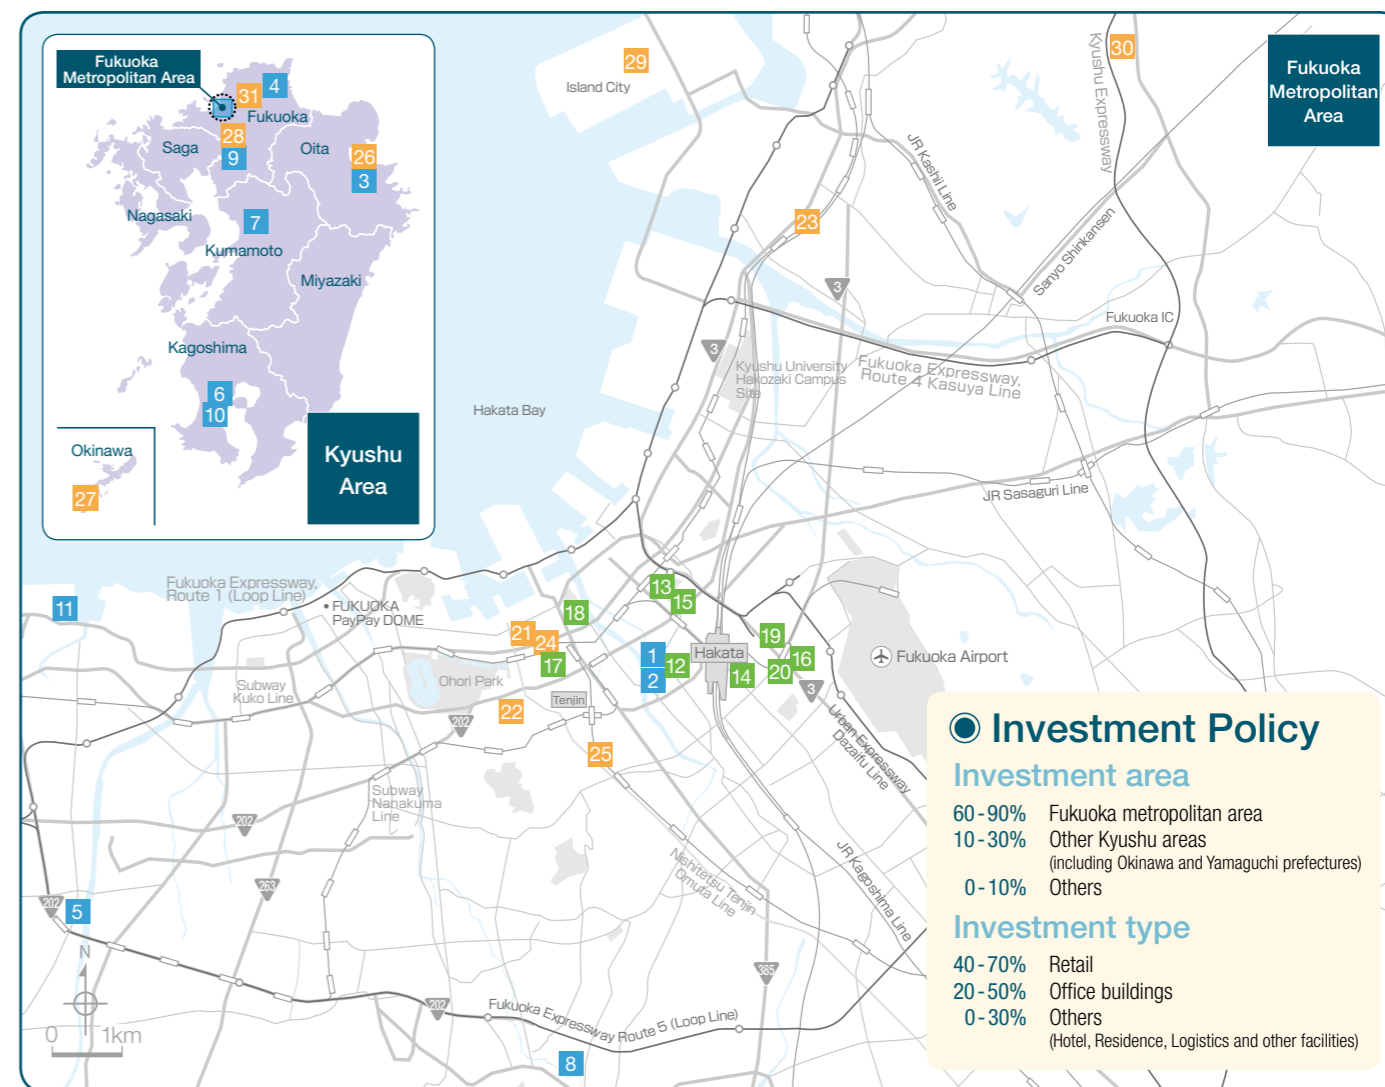 Fukuoka
Metropolitan Area
4
31
Fukuoka
28
Saga
9
Oita
26
3
Nagasaki
7
Kumamoto
Miyazaki
Kagoshima
6
10
Okinawa
27
Kyushu
Area
29
Island City
30
Kyushu Expressway
Fukuoka
Metropolitan
Area
JR Kashii Line
23
Sanyo Shinkansen
3
Fukuoka IC
3
Kyushu University
Hakozaki Campus
Site
Fukuoka Expressway,
Route 4 Kasuya Line
Hakata Bay
JR Sasaguri Line
Fukuoka Expressway,
Route 1 (Loop Line)
11
• FUKUOKA
PayPay DOME
13
15
18
21
24
17
1
2
12
Hakata
14
19
16
20
3
Fukuoka Airport
Ohori Park
Subway
Kuko Line
Tenjin
22
202
25
Urban Expressway
Dazaifu Line
Subway
Nanakuma
Line
202
263
Nishitetsu Tenjin
Omuta Line
JR Kagoshima Line
202
5
N
0 1km
202
385
Fukuoka Expressway Route 5 (Loop Line)
8
Investment Policy
Investment area
60-90% Fukuoka metropolitan area
10-30% Other Kyushu areas
(including Okinawa and Yamaguchi prefectures)
0-10% Others
Investment type
40-70% Retail
20-50% Office buildings
0-30% Others
(Hotel, Residence, Logistics and other facilities)